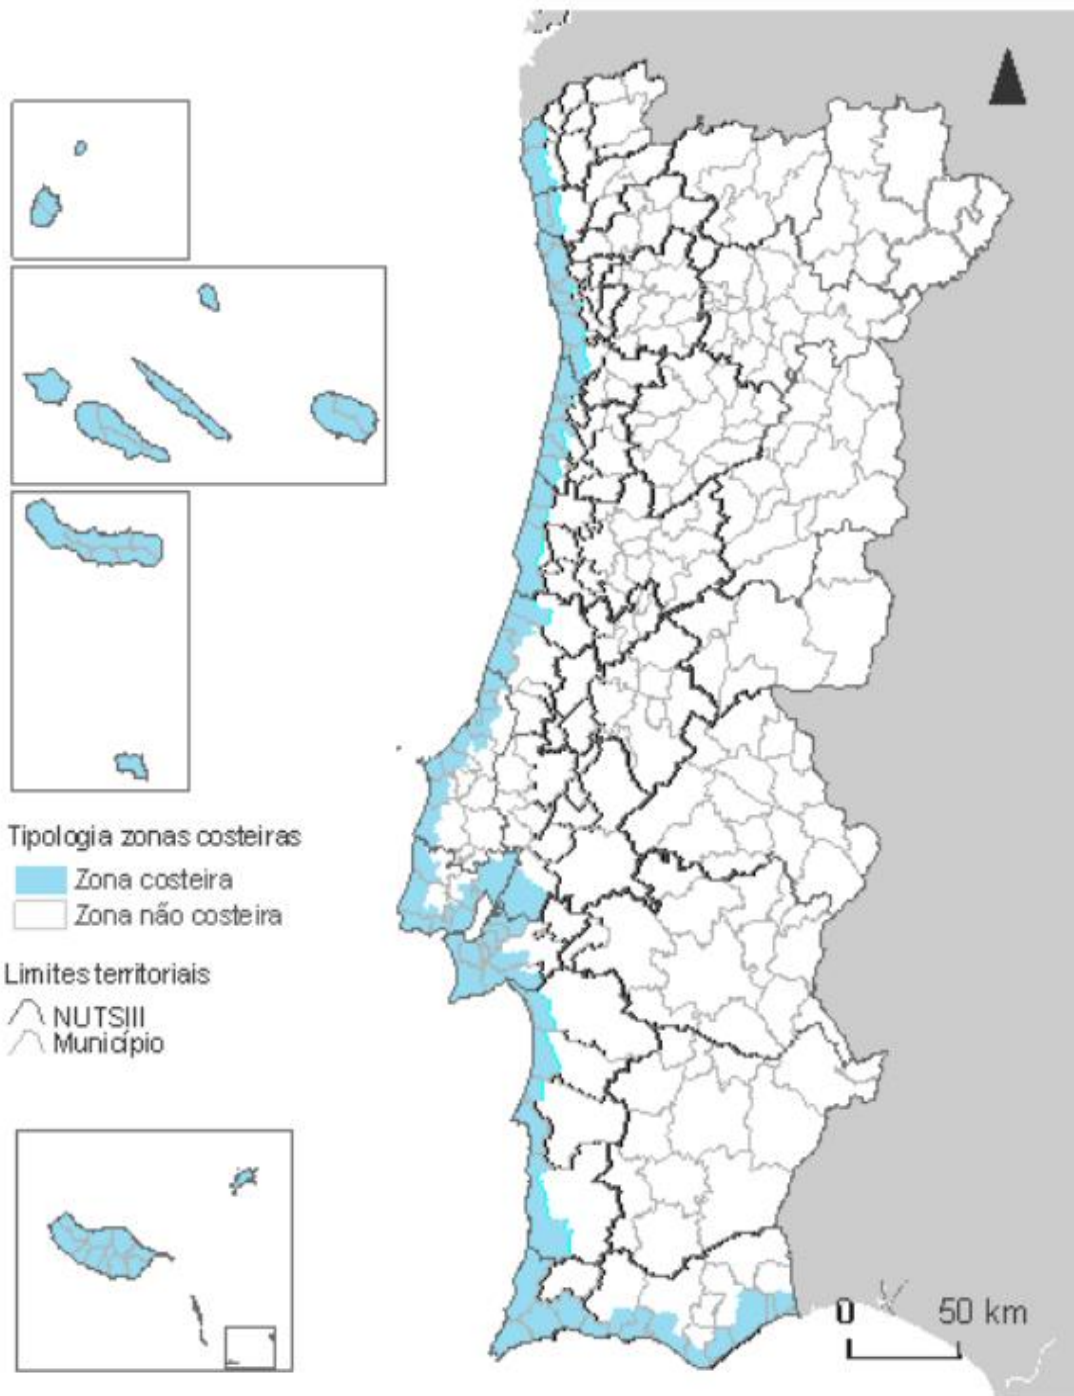 Tipologia zonas costeiras
Zona costeira
Zona não costeira
Limites territoriais
NUTSIII
Município
0 50 km